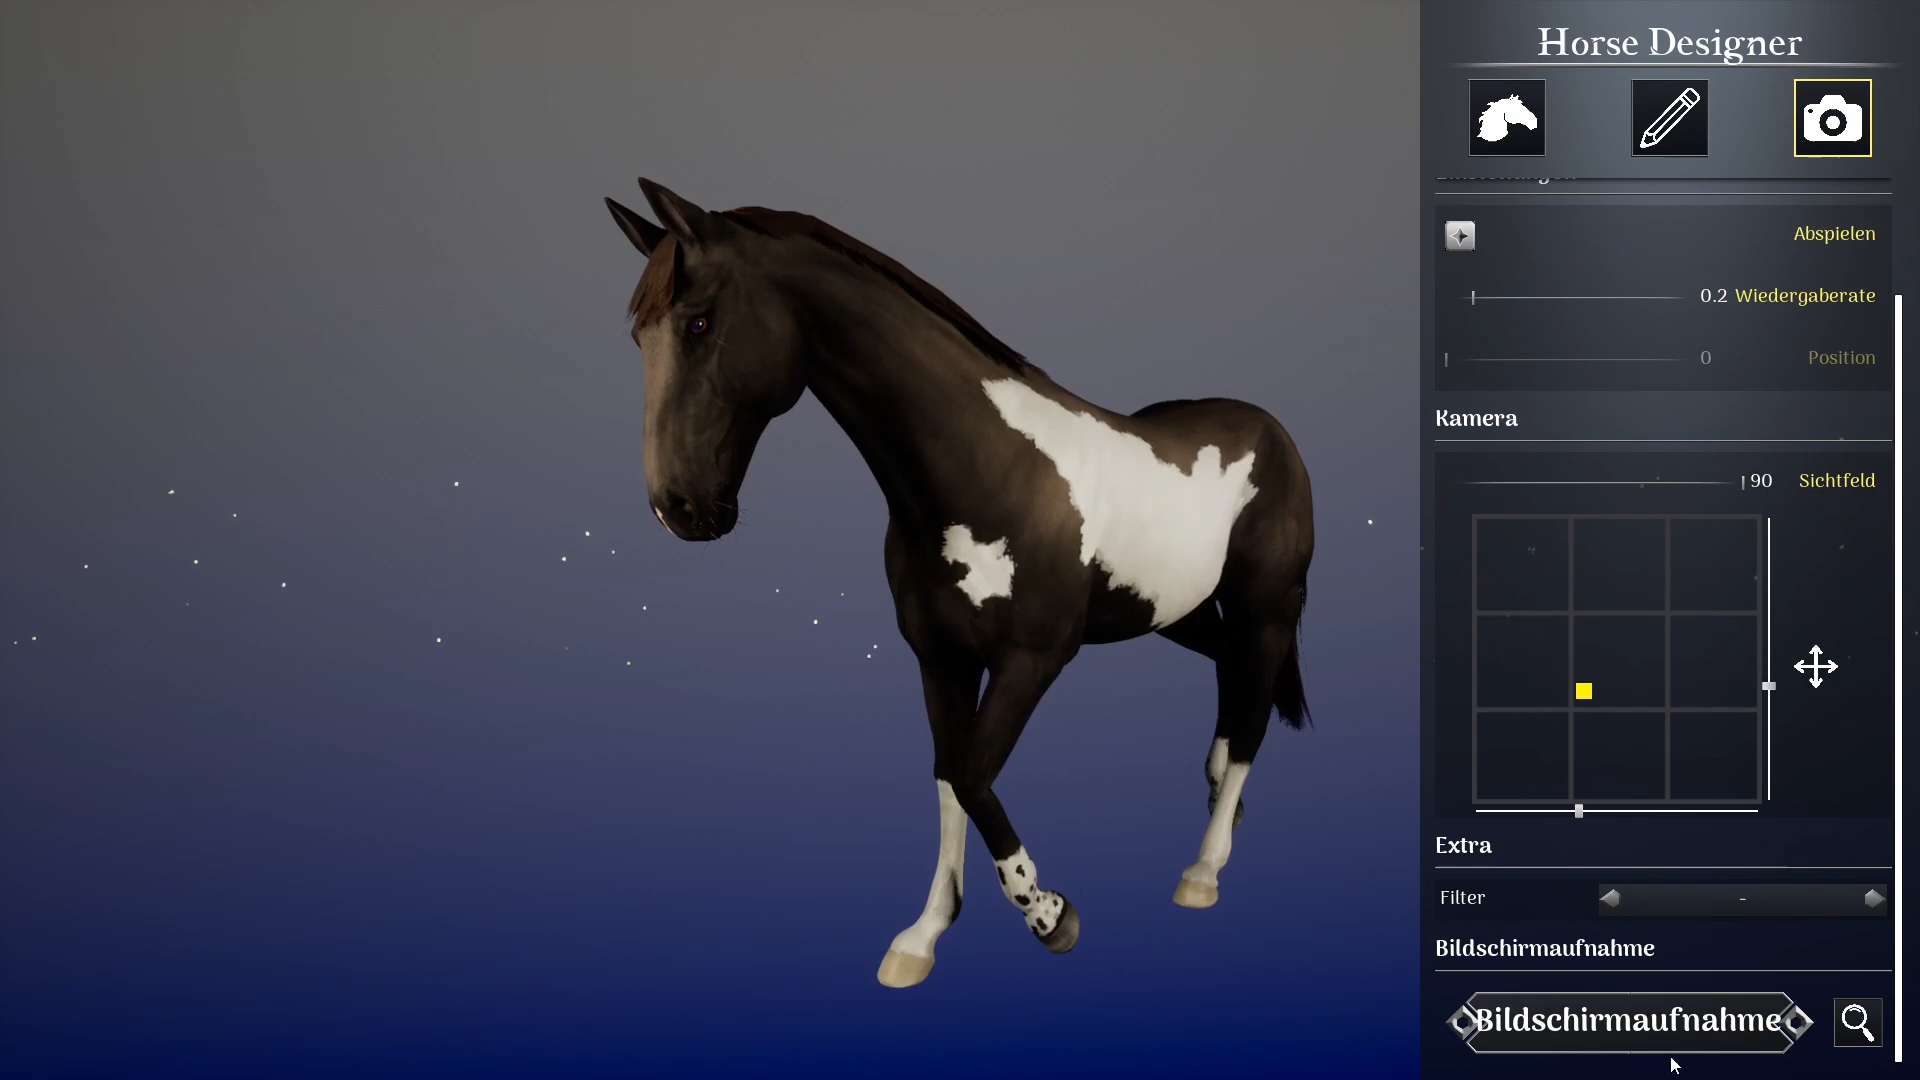 Horse Designer
Abspielen
0.2 Wiedergaberate
0 Position
Kamera
90 Sichtfeld
Extra
Filter -
Bildschirmaufnahme
Bildschirmaufnahme